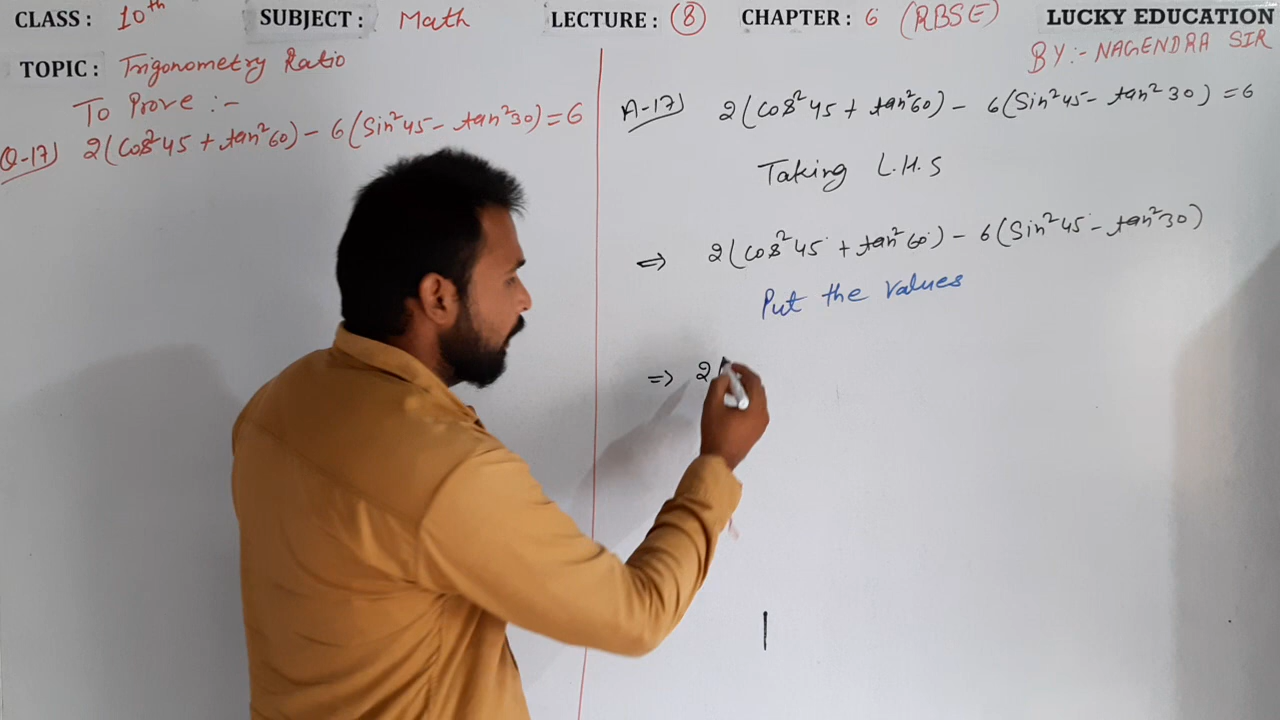 CLASS : 10th SUBJECT : Math LECTURE : 8 CHAPTER : 6 (RBSE) LUCKY EDUCATION
BY:- NAGENDRA SIR
TOPIC : Trigonometry Ratio
To Prove :-
Q-17) 2(Cos²45 + tan²60) - 6(Sin²45 - tan²30) = 6
A-17) 2(Cos²45 + tan²60) - 6(Sin²45 - tan²30) = 6
Taking L.H.S
⇒ 2(Cos²45 + tan²60) - 6(Sin²45 - tan²30)
Put the values
⇒ 2(